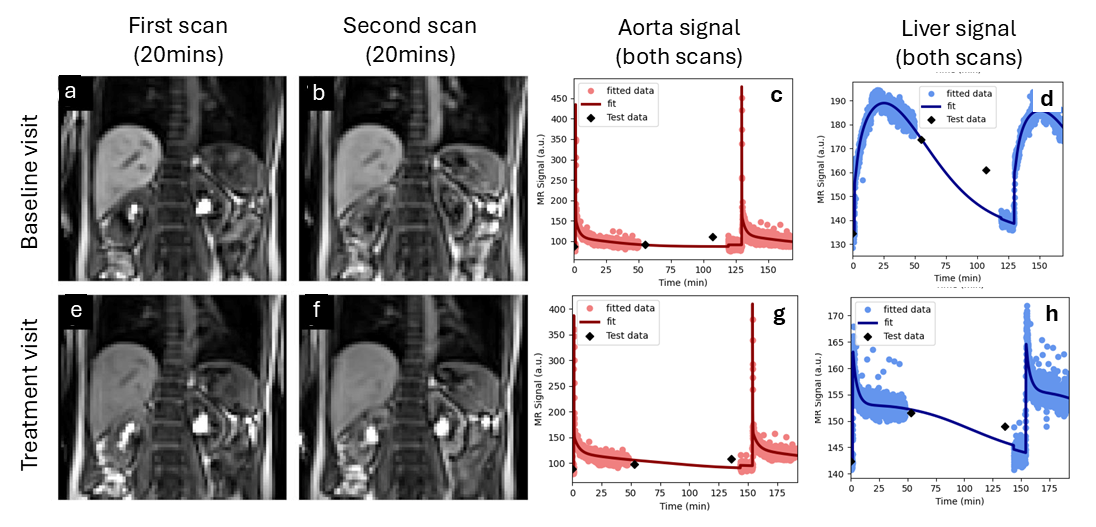 First scan
(20mins)
Second scan
(20mins)
Aorta signal
(both scans)
Liver signal
(both scans)
Baseline visit
a
b
c
fitted data
fit
Test data
MR Signal (a.u.)
450
400
350
300
250
200
150
100
0
25
50
75
100
125
150
Time (min)
d
fitted data
fit
Test data
MR Signal (a.u.)
190
180
170
160
150
140
130
0
25
50
75
100
125
150
Time (min)
Treatment visit
e
f
g
fitted data
fit
Test data
MR Signal (a.u.)
400
350
300
250
200
150
100
0
25
50
75
100
125
150
175
Time (min)
h
fitted data
fit
Test data
MR Signal (a.u.)
170
165
160
155
150
145
140
0
25
50
75
100
125
150
175
Time (min)